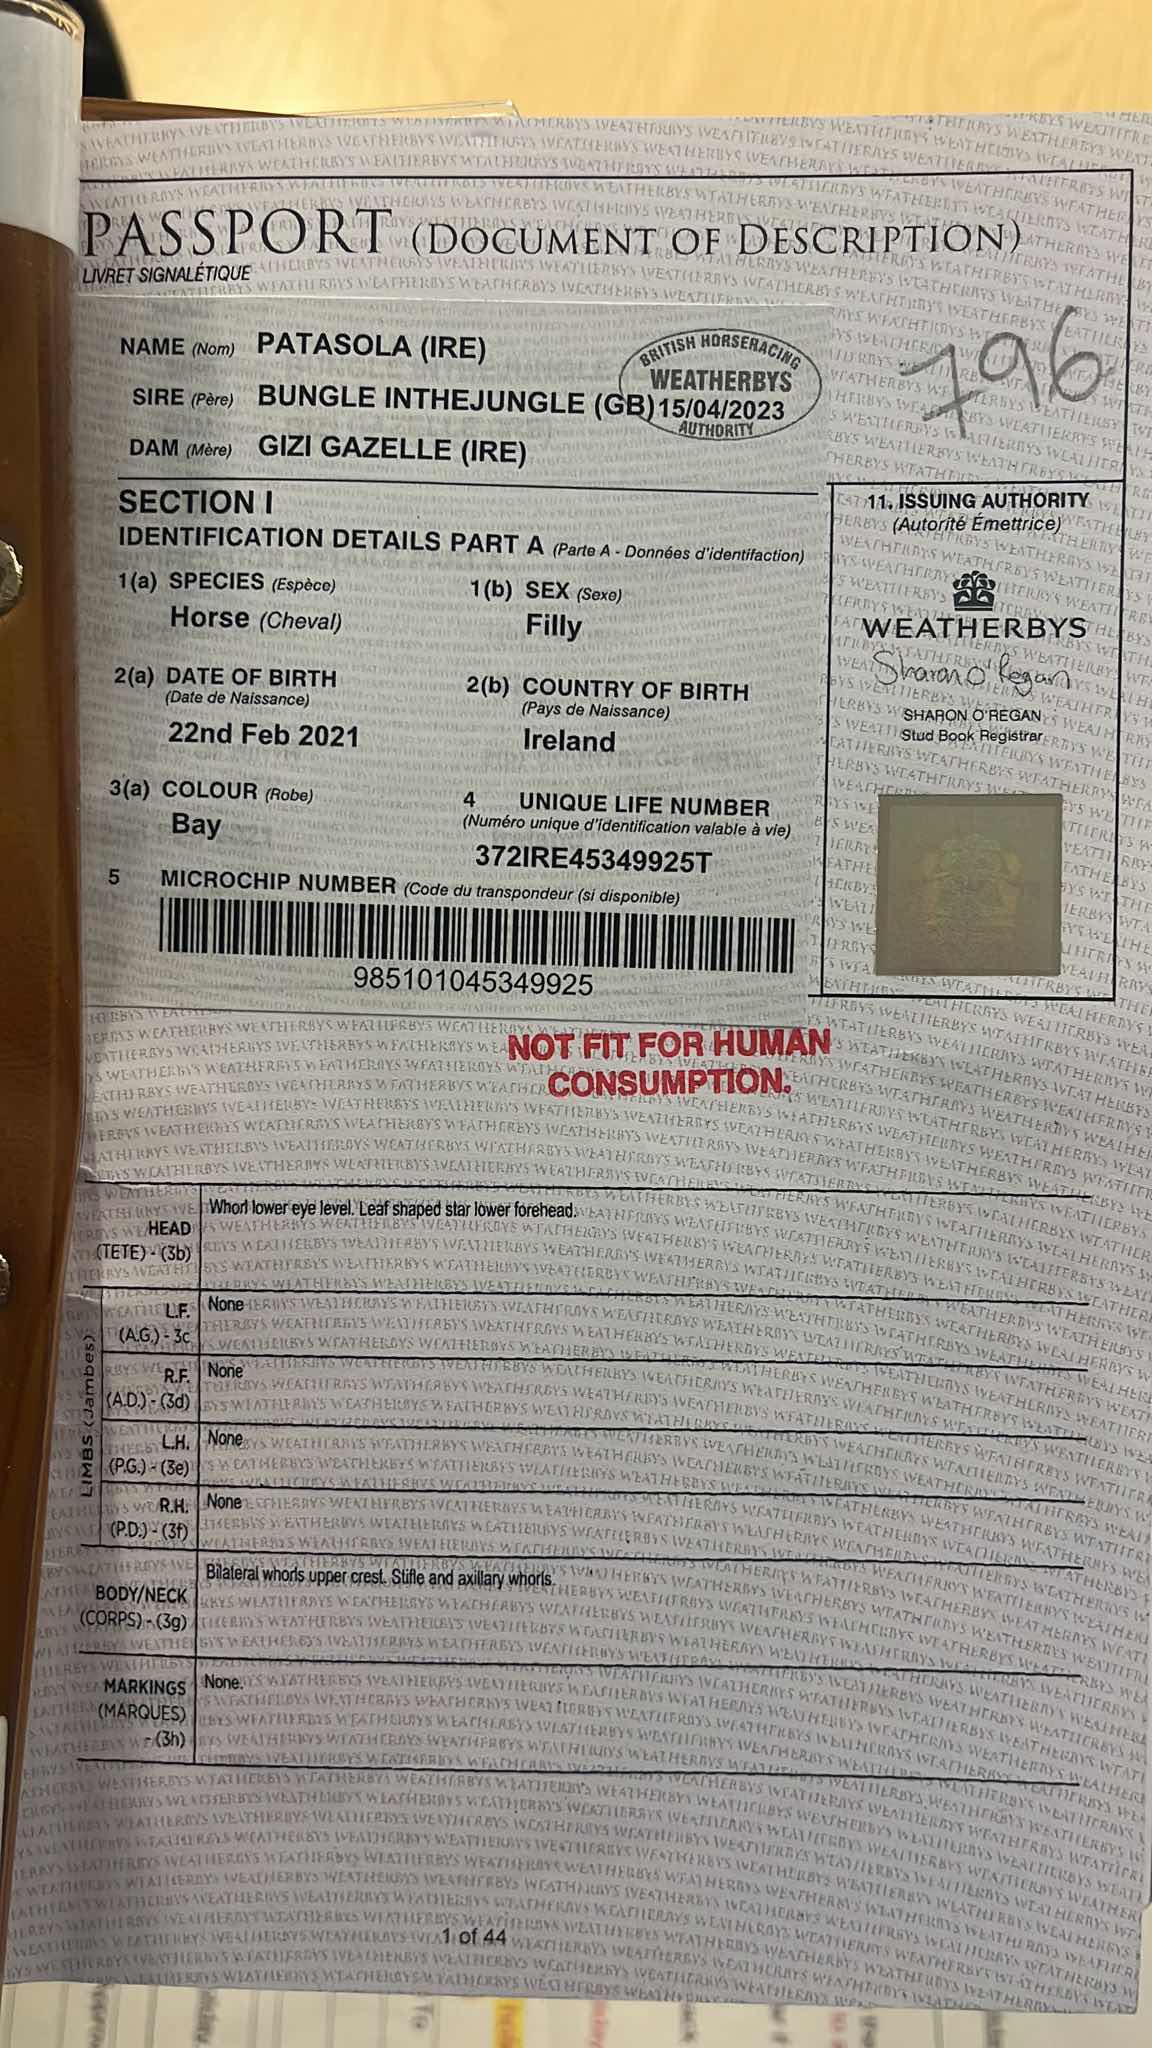 PASSPORT (DOCUMENT OF DESCRIPTION)
LIVRET SIGNALÉTIQUE
796
NAME (Nom) PATASOLA (IRE)
SIRE (Père) BUNGLE INTHEJUNGLE (GB)
DAM (Mère) GIZI GAZELLE (IRE)
BRITISH HORSERACING
WEATHERBYS
15/04/2023
AUTHORITY
SECTION I
IDENTIFICATION DETAILS PART A (Parte A - Données d'identifaction)
1(a) SPECIES (Espèce)
Horse (Cheval)
1(b) SEX (Sexe)
Filly
2(a) DATE OF BIRTH
(Date de Naissance)
22nd Feb 2021
2(b) COUNTRY OF BIRTH
(Pays de Naissance)
Ireland
3(a) COLOUR (Robe)
Bay
4 UNIQUE LIFE NUMBER
(Numéro unique d'identification valable à vie)
372IRE45349925T
5 MICROCHIP NUMBER (Code du transpondeur (si disponible)
985101045349925
11. ISSUING AUTHORITY
(Autorité Émettrice)
WEATHERBYS
Sharon O'Regan
SHARON O'REGAN
Stud Book Registrar
NOT FIT FOR HUMAN
CONSUMPTION.
HEAD
(TETE) - (3b)
Whorl lower eye level. Leaf shaped star lower forehead.
LIMBS (Jambes)
L.F.
(A.G.) - 3c
None
R.F.
(A.D.) - (3d)
None
L.H.
(P.G.) - (3e)
None
R.H.
(P.D.) - (3f)
None
BODY/NECK
(CORPS) - (3g)
Bilateral whorls upper crest. Stifle and axillary whorls.
MARKINGS
(MARQUES)
- (3h)
None.
1 of 44